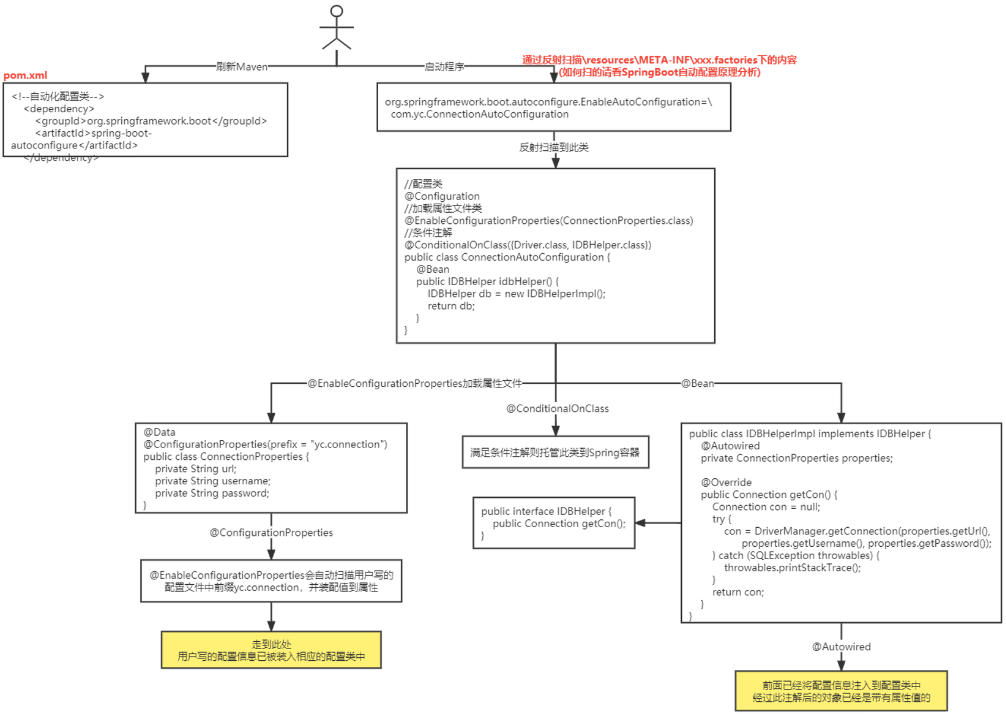 刷新Maven
启动程序
通过反射扫描\resources\META-INF\xxx.factories下的内容
(如何扫的话看SpringBoot自动配置原理分析)
pom.xml
<!--自动化配置类-->
<dependency>
<groupId>org.springframework.boot</groupId>
<artifactId>spring-boot-
autoconfigure</artifactId>
</dependency>
org.springframework.boot.autoconfigure.EnableAutoConfiguration=\
com.yc.ConnectionAutoConfiguration
反射扫描到此类
//配置类
@Configuration
//加载属性文件类
@EnableConfigurationProperties(ConnectionProperties.class)
//条件注解
@ConditionalOnClass({Driver.class, IDBHelper.class})
public class ConnectionAutoConfiguration {
@Bean
public IDBHelper idbHelper() {
IDBHelper db = new IDBHelperImpl();
return db;
}
}
@EnableConfigurationProperties加载属性文件
@ConditionalOnClass
@Bean
@Data
@ConfigurationProperties(prefix = "yc.connection")
public class ConnectionProperties {
private String url;
private String username;
private String password;
}
@ConfigurationProperties
@EnableConfigurationProperties会自动扫描用户写的
配置文件中前缀yc.connection，并装配值到属性
走到此处
用户写的配置信息已被装入相应的配置类中
满足条件注解则托管此类到Spring容器
public interface IDBHelper {
public Connection getCon();
}
public class IDBHelperImpl implements IDBHelper {
@Autowired
private ConnectionProperties properties;
@Override
public Connection getCon() {
Connection con = null;
try {
con = DriverManager.getConnection(properties.getUrl(),
properties.getUsername(), properties.getPassword());
} catch (SQLException throwables) {
throwables.printStackTrace();
}
return con;
}
}
@Autowired
前面已经将配置信息注入到配置类中
经过此注解后的对象已经是带有属性值的